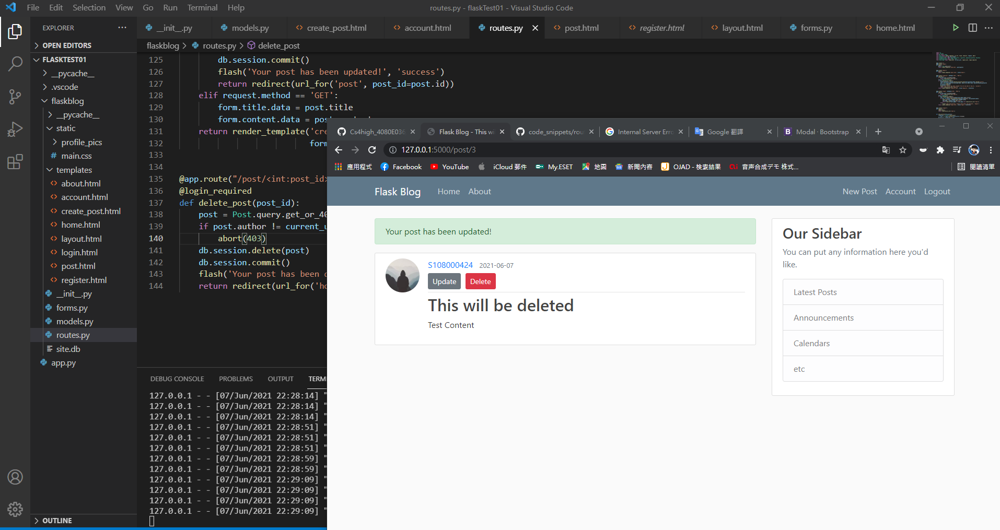 File Edit Selection View Go Run Terminal Help
routes.py - flaskTest01 - Visual Studio Code
EXPLORER
OPEN EDITORS
FLASKTEST01
__pycache__
.vscode
flaskblog
__pycache__
static
profile_pics
main.css
templates
about.html
account.html
create_post.html
home.html
layout.html
login.html
post.html
register.html
__init__.py
forms.py
models.py
routes.py
site.db
app.py
OUTLINE
__init__.py models.py create_post.html account.html routes.py post.html register.html layout.html forms.py home.html
flaskblog > routes.py > delete_post
125 db.session.commit()
126 flash('Your post has been updated!', 'success')
127 return redirect(url_for('post', post_id=post.id))
128 elif request.method == 'GET':
129 form.title.data = post.title
130 form.content.data =
131 return render_template('cre
132 form
133
134
135 @app.route("/post/<int:post_id>
136 @login_required
137 def delete_post(post_id):
138 post = Post.query.get_or_40
139 if post.author != current_u
140 abort(403)
141 db.session.delete(post)
142 db.session.commit()
143 flash('Your post has been d
144 return redirect(url_for('ho
DEBUG CONSOLE PROBLEMS OUTPUT TERM
127.0.0.1 - - [07/Jun/2021 22:28:14] "
127.0.0.1 - - [07/Jun/2021 22:28:14] "
127.0.0.1 - - [07/Jun/2021 22:28:14] "
127.0.0.1 - - [07/Jun/2021 22:28:51] "
127.0.0.1 - - [07/Jun/2021 22:28:51] "
127.0.0.1 - - [07/Jun/2021 22:28:51] "
127.0.0.1 - - [07/Jun/2021 22:28:59] "
127.0.0.1 - - [07/Jun/2021 22:28:59] "
127.0.0.1 - - [07/Jun/2021 22:29:09] "
127.0.0.1 - - [07/Jun/2021 22:29:09] "
127.0.0.1 - - [07/Jun/2021 22:29:09] "
127.0.0.1 - - [07/Jun/2021 22:29:09] "
Cs4high_4080E036 Flask Blog - This wi code_snippets/rou Internal Server Erro Google 翻譯 Modal · Bootstrap
127.0.0.1:5000/post/3
應用程式 Facebook YouTube iCloud 郵件 My.ESET 地圖 新聞內容 OJAD - 検索結果 音声合成デモ 株式... 閱讀清單
Flask Blog Home About New Post Account Logout
Your post has been updated!
S108000424 2021-06-07
Update Delete
This will be deleted
Test Content
Our Sidebar
You can put any information here you'd
like.
Latest Posts
Announcements
Calendars
etc